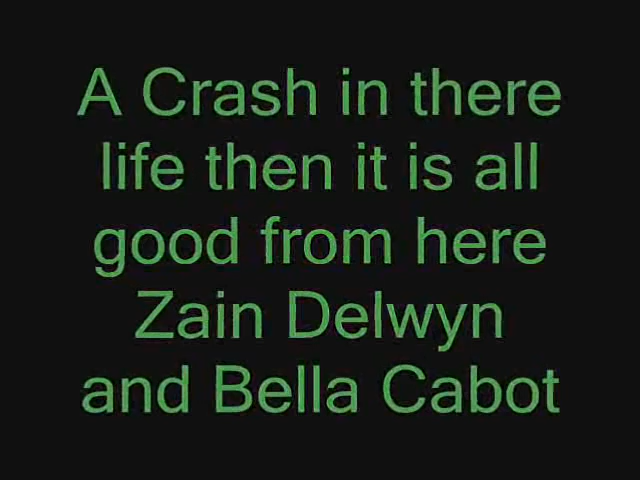 A Crash in there
life then it is all
good from here
Zain Delwyn
and Bella Cabot